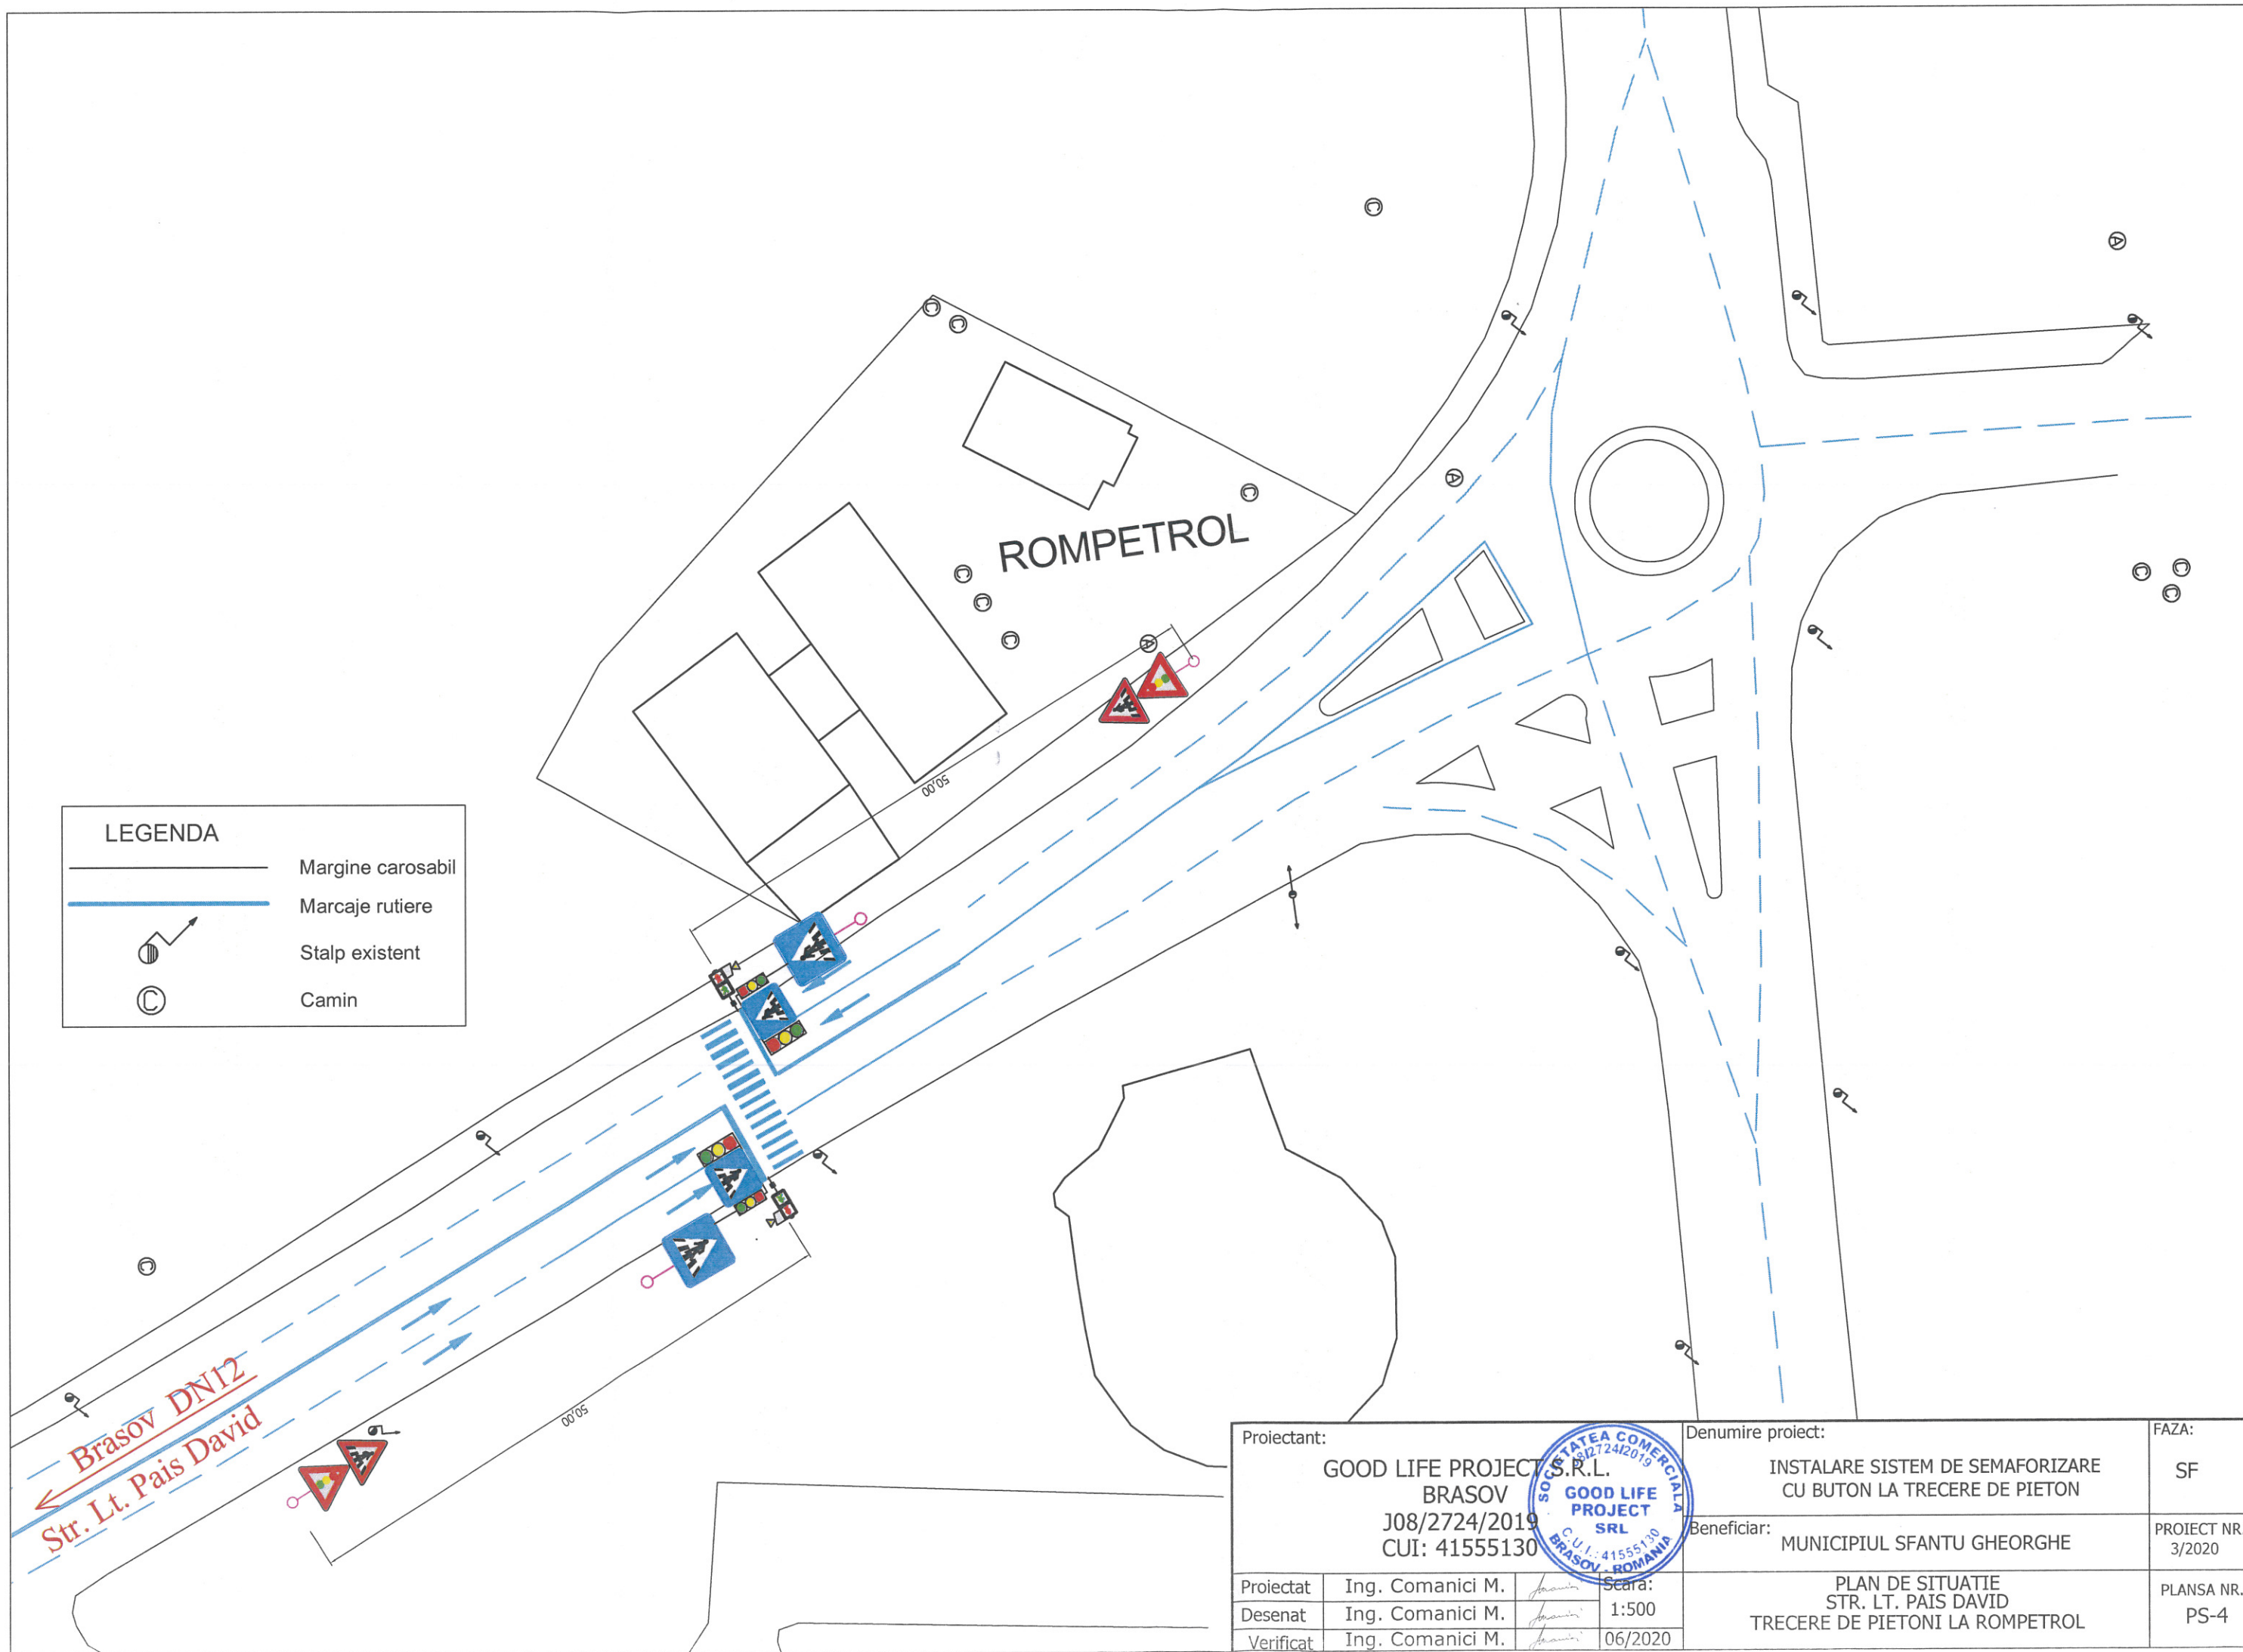 ROMPETROL
50,00
LEGENDA
Margine carosabil
Marcaje rutiere
Stalp existent
C Camin
C
C
C
C
C
C
C
C
C
C
C
A
A
A
50,00
Brasov DN12
Str. Lt. Pais David
Proiectant:
GOOD LIFE PROJECT S.R.L.
BRASOV
J08/2724/2019
CUI: 41555130
SOCIETATEA COMERCIALA
J8/2724/2019
GOOD LIFE
PROJECT
SRL
C.U.I.: 41555130
BRASOV - ROMANIA
Denumire proiect:
INSTALARE SISTEM DE SEMAFORIZARE
CU BUTON LA TRECERE DE PIETON
FAZA:
SF
Beneficiar:
MUNICIPIUL SFANTU GHEORGHE
PROIECT NR.
3/2020
Proiectat Ing. Comanici M.
Desenat Ing. Comanici M.
Verificat Ing. Comanici M.
Scara:
1:500
06/2020
PLAN DE SITUATIE
STR. LT. PAIS DAVID
TRECERE DE PIETONI LA ROMPETROL
PLANSA NR.
PS-4